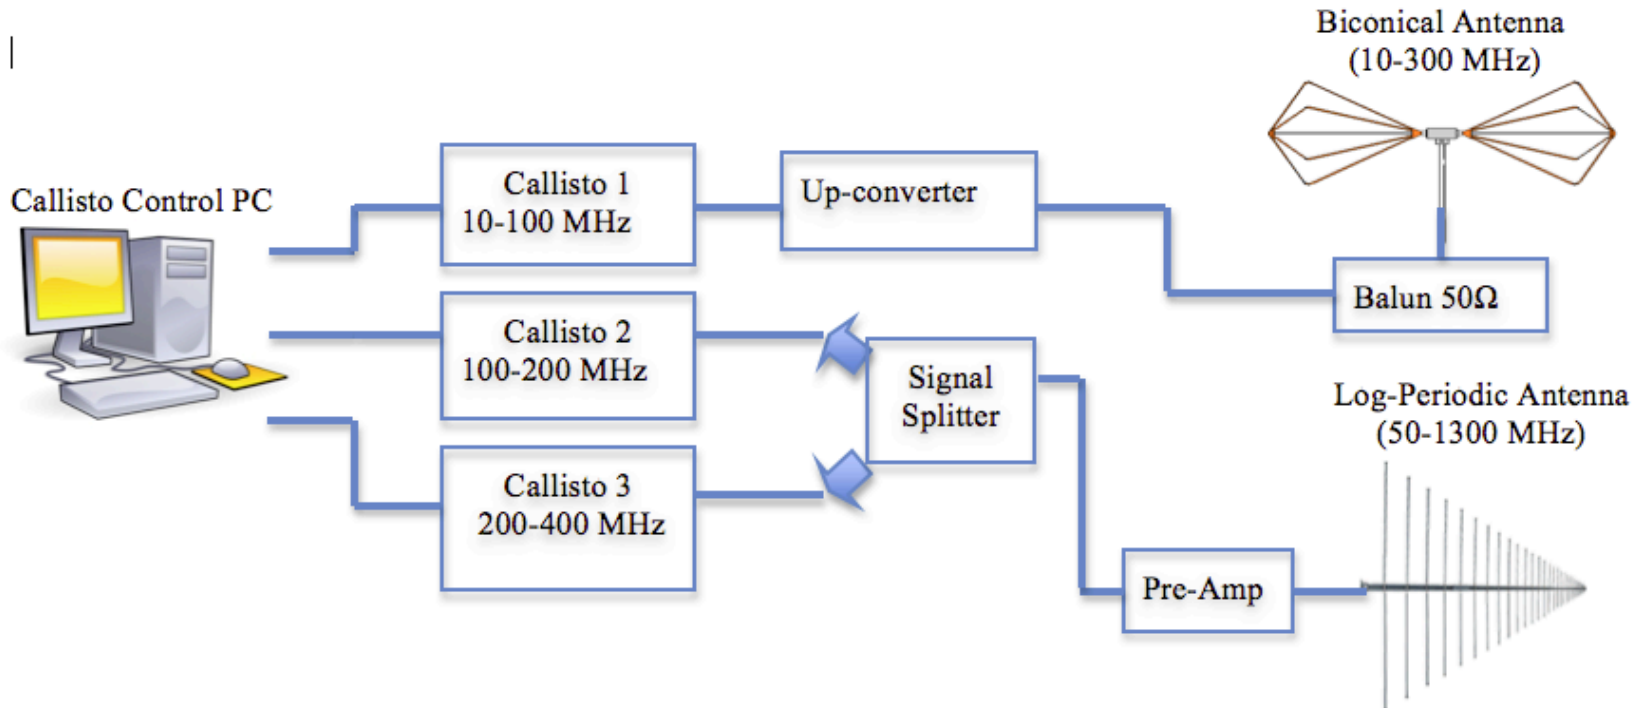 Biconical Antenna
(10-300 MHz)
Callisto Control PC
Callisto 1
10-100 MHz
Up-converter
Balun 50Ω
Callisto 2
100-200 MHz
Signal
Splitter
Log-Periodic Antenna
(50-1300 MHz)
Callisto 3
200-400 MHz
Pre-Amp